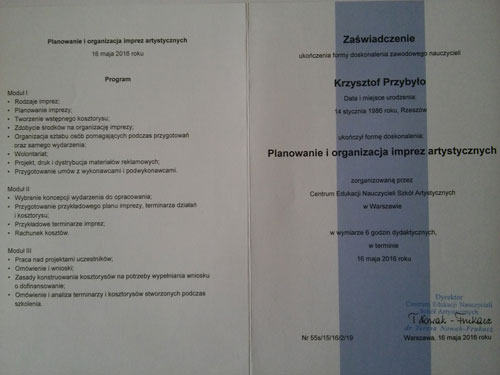 Planowanie i organizacja imprez artystycznych
16 maja 2016 roku
Program
Moduł I
• Rodzaje imprez;
• Planowanie imprezy;
• Tworzenie wstępnego kosztorysu;
• Zdobycie środków na organizację imprezy;
• Organizacja sztabu osób pomagających podczas przygotowań
oraz samego wydarzenia;
• Wolontariat;
• Projekt, druk i dystrybucja materiałów reklamowych;
• Przygotowanie umów z wykonawcami i podwykonawcami.
Moduł II
• Wybranie koncepcji wydarzenia do opracowania;
• Przygotowanie przykładowego planu imprezy, terminarza działań
i kosztorysu;
• Przykładowe terminarze imprez;
• Rachunek kosztów.
Moduł III
• Praca nad projektami uczestników;
• Omówienie i wnioski;
• Zasady konstruowania kosztorysów na potrzeby wypełniania wniosku
o dofinansowanie;
• Omówienie i analiza terminarzy i kosztorysów stworzonych podczas
szkolenia.
Zaświadczenie
ukończenia formy doskonalenia zawodowego nauczycieli
Krzysztof Przybyło
Data i miejsce urodzenia:
14 stycznia 1986 roku, Rzeszów
ukończył formę doskonalenia:
Planowanie i organizacja imprez artystycznych
zorganizowaną przez
Centrum Edukacji Nauczycieli Szkół Artystycznych
w Warszawie
w wymiarze 6 godzin dydaktycznych,
w terminie
16 maja 2016 roku
Dyrektor
Centrum Edukacji Nauczycieli
Szkół Artystycznych
T Nowak-Frukacz
dr Teresa Nowak-Frukacz
Nr 55s/15/16/2/19
Warszawa, 16 maja 2016 roku